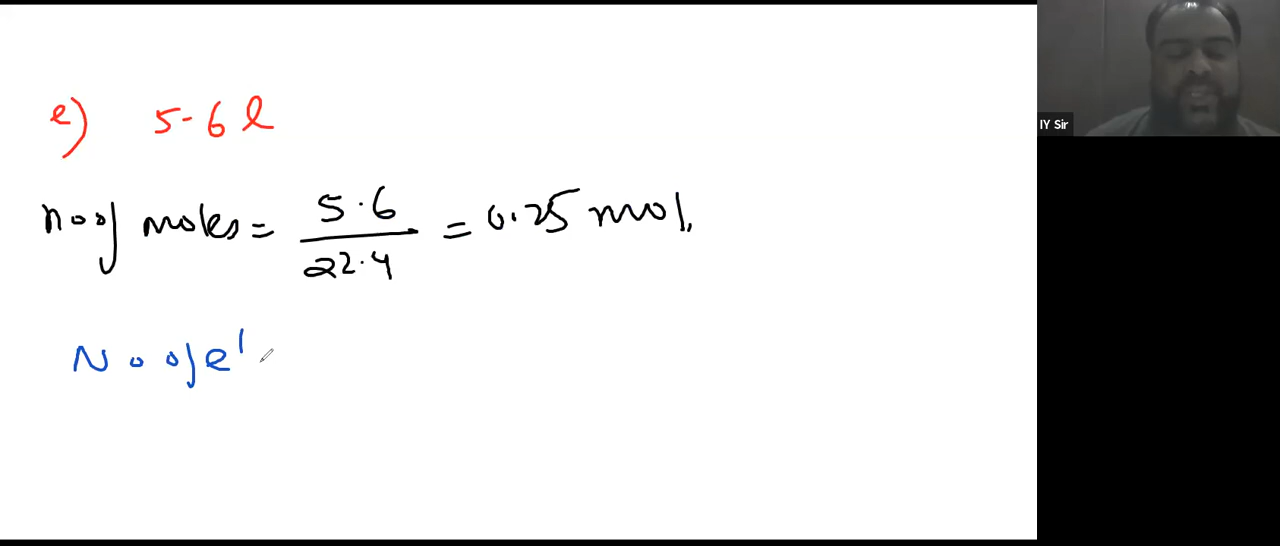 e) 5.6 l
IY Sir
no of moles = 5.6 / 22.4 = 0.25 mol.
No of e'